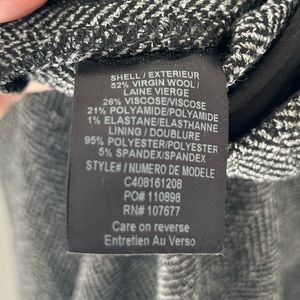 SHELL / EXTERIEUR
52% VIRGIN WOOL /
LAINE VIERGE
26% VISCOSE/VISCOSE
21% POLYAMIDE/POLYAMIDE
1% ELASTANE/ELASTHANNE
LINING / DOUBLURE
95% POLYESTER/POLYESTER
5% SPANDEX/SPANDEX
STYLE# / NUMERO DE MODELE
C408161208
PO# 110898
RN# 107677
Care on reverse
Entretien Au Verso